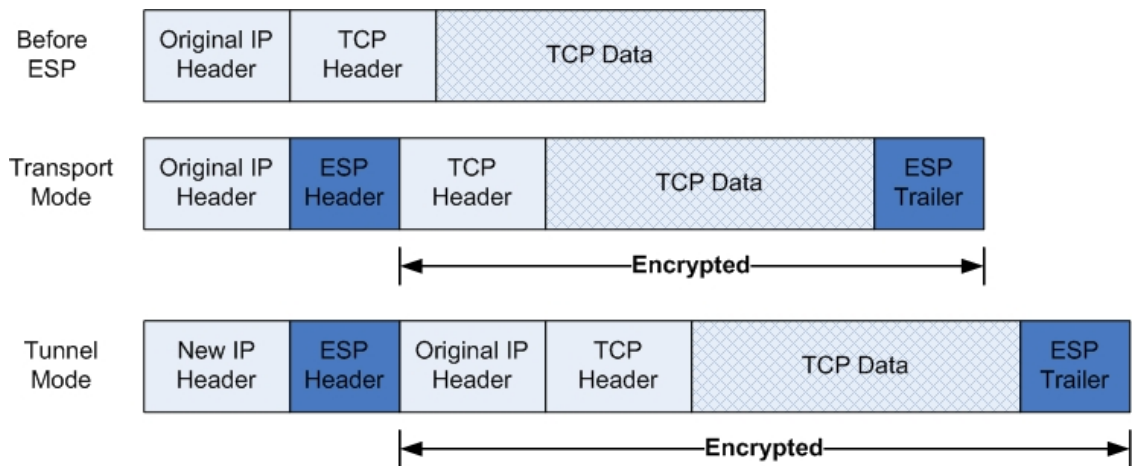 Before
ESP
Original IP
Header
TCP
Header
TCP Data
Transport
Mode
Original IP
Header
ESP
Header
TCP
Header
TCP Data
ESP
Trailer
Encrypted
Tunnel
Mode
New IP
Header
ESP
Header
Original IP
Header
TCP
Header
TCP Data
ESP
Trailer
Encrypted